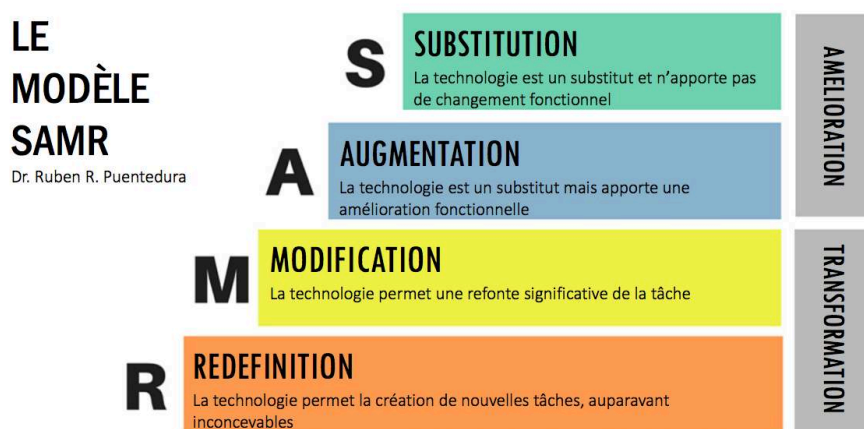 LE
MODÈLE
SAMR
Dr. Ruben R. Puentedura
S
SUBSTITUTION
La technologie est un substitut et n’apporte pas
de changement fonctionnel
A
AUGMENTATION
La technologie est un substitut mais apporte une
amélioration fonctionnelle
AMELIORATION
M
MODIFICATION
La technologie permet une refonte significative de la tâche
R
REDEFINITION
La technologie permet la création de nouvelles tâches, auparavant
inconcevables
TRANSFORMATION